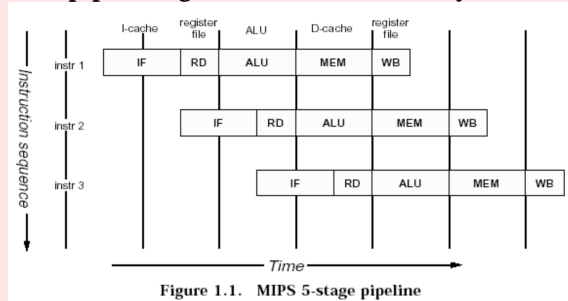 I-cache register file ALU D-cache register file
instr 1 IF RD ALU MEM WB
instr 2 IF RD ALU MEM WB
instr 3 IF RD ALU MEM WB
Instruction sequence
Time
Figure 1.1. MIPS 5-stage pipeline